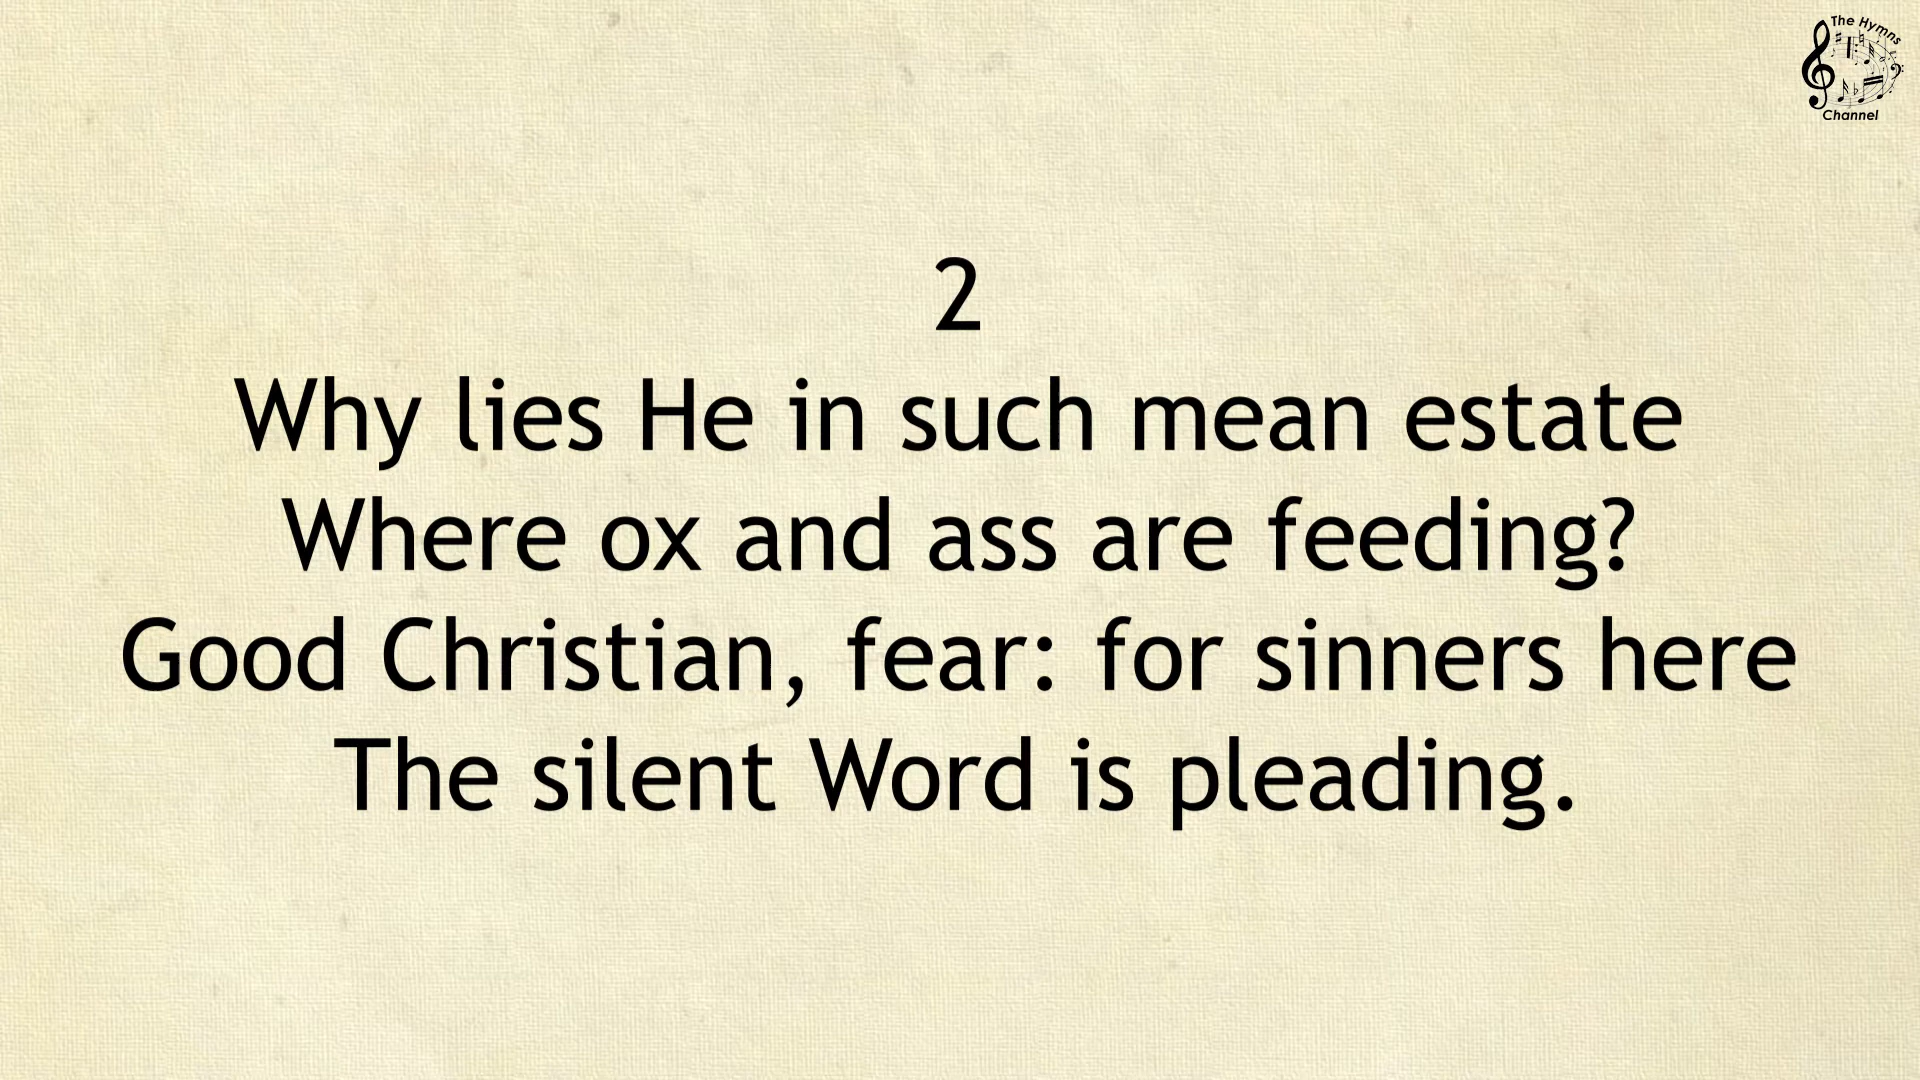 The Hymns
Channel
2
Why lies He in such mean estate
Where ox and ass are feeding?
Good Christian, fear: for sinners here
The silent Word is pleading.